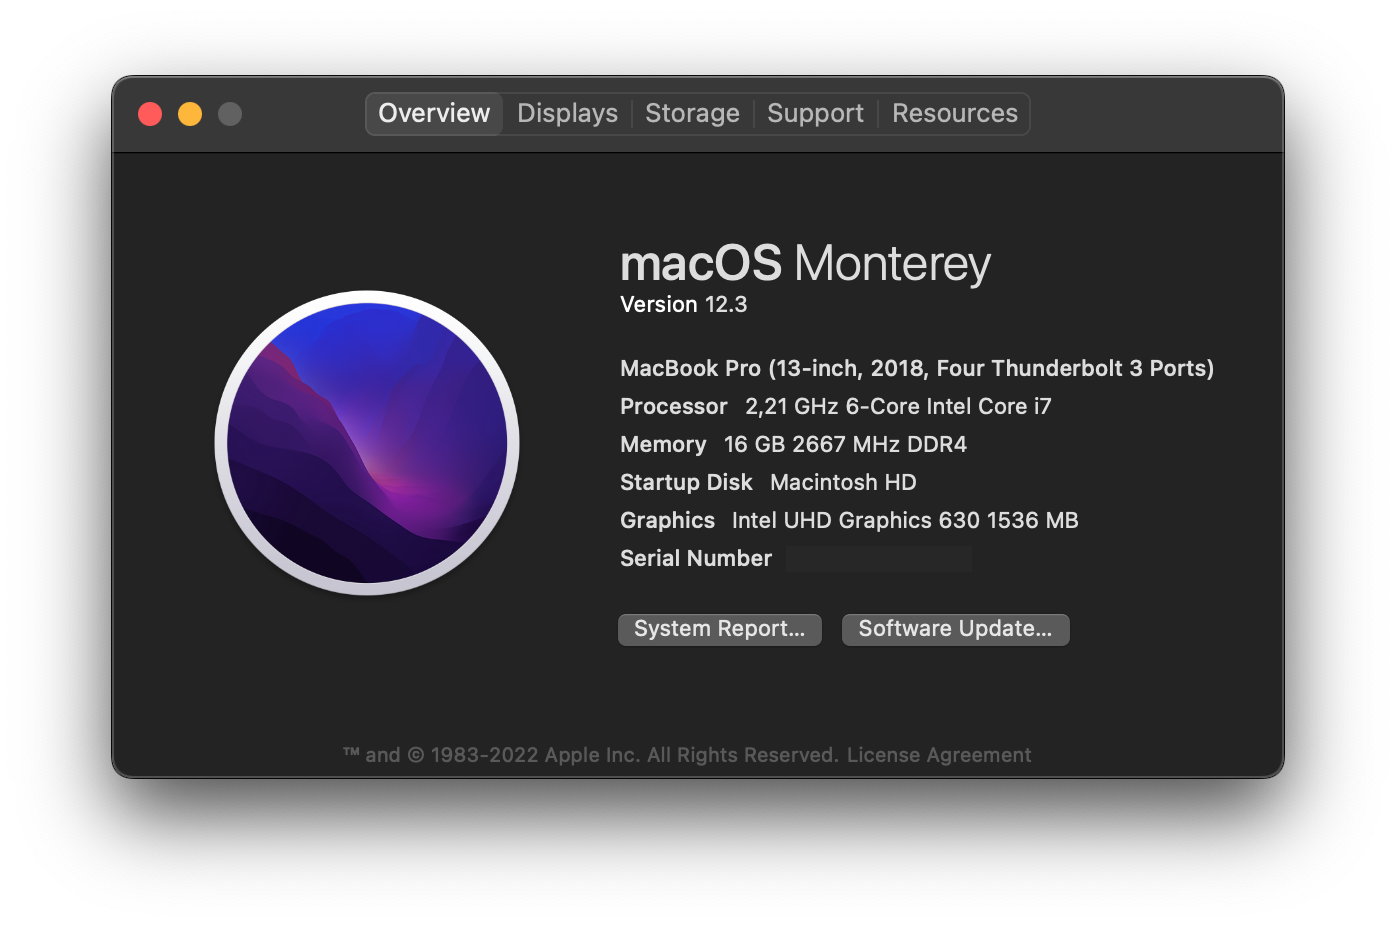 Overview Displays Storage Support Resources
macOS Monterey
Version 12.3
MacBook Pro (13-inch, 2018, Four Thunderbolt 3 Ports)
Processor 2,21 GHz 6-Core Intel Core i7
Memory 16 GB 2667 MHz DDR4
Startup Disk Macintosh HD
Graphics Intel UHD Graphics 630 1536 MB
Serial Number
System Report... Software Update...
™ and © 1983-2022 Apple Inc. All Rights Reserved. License Agreement